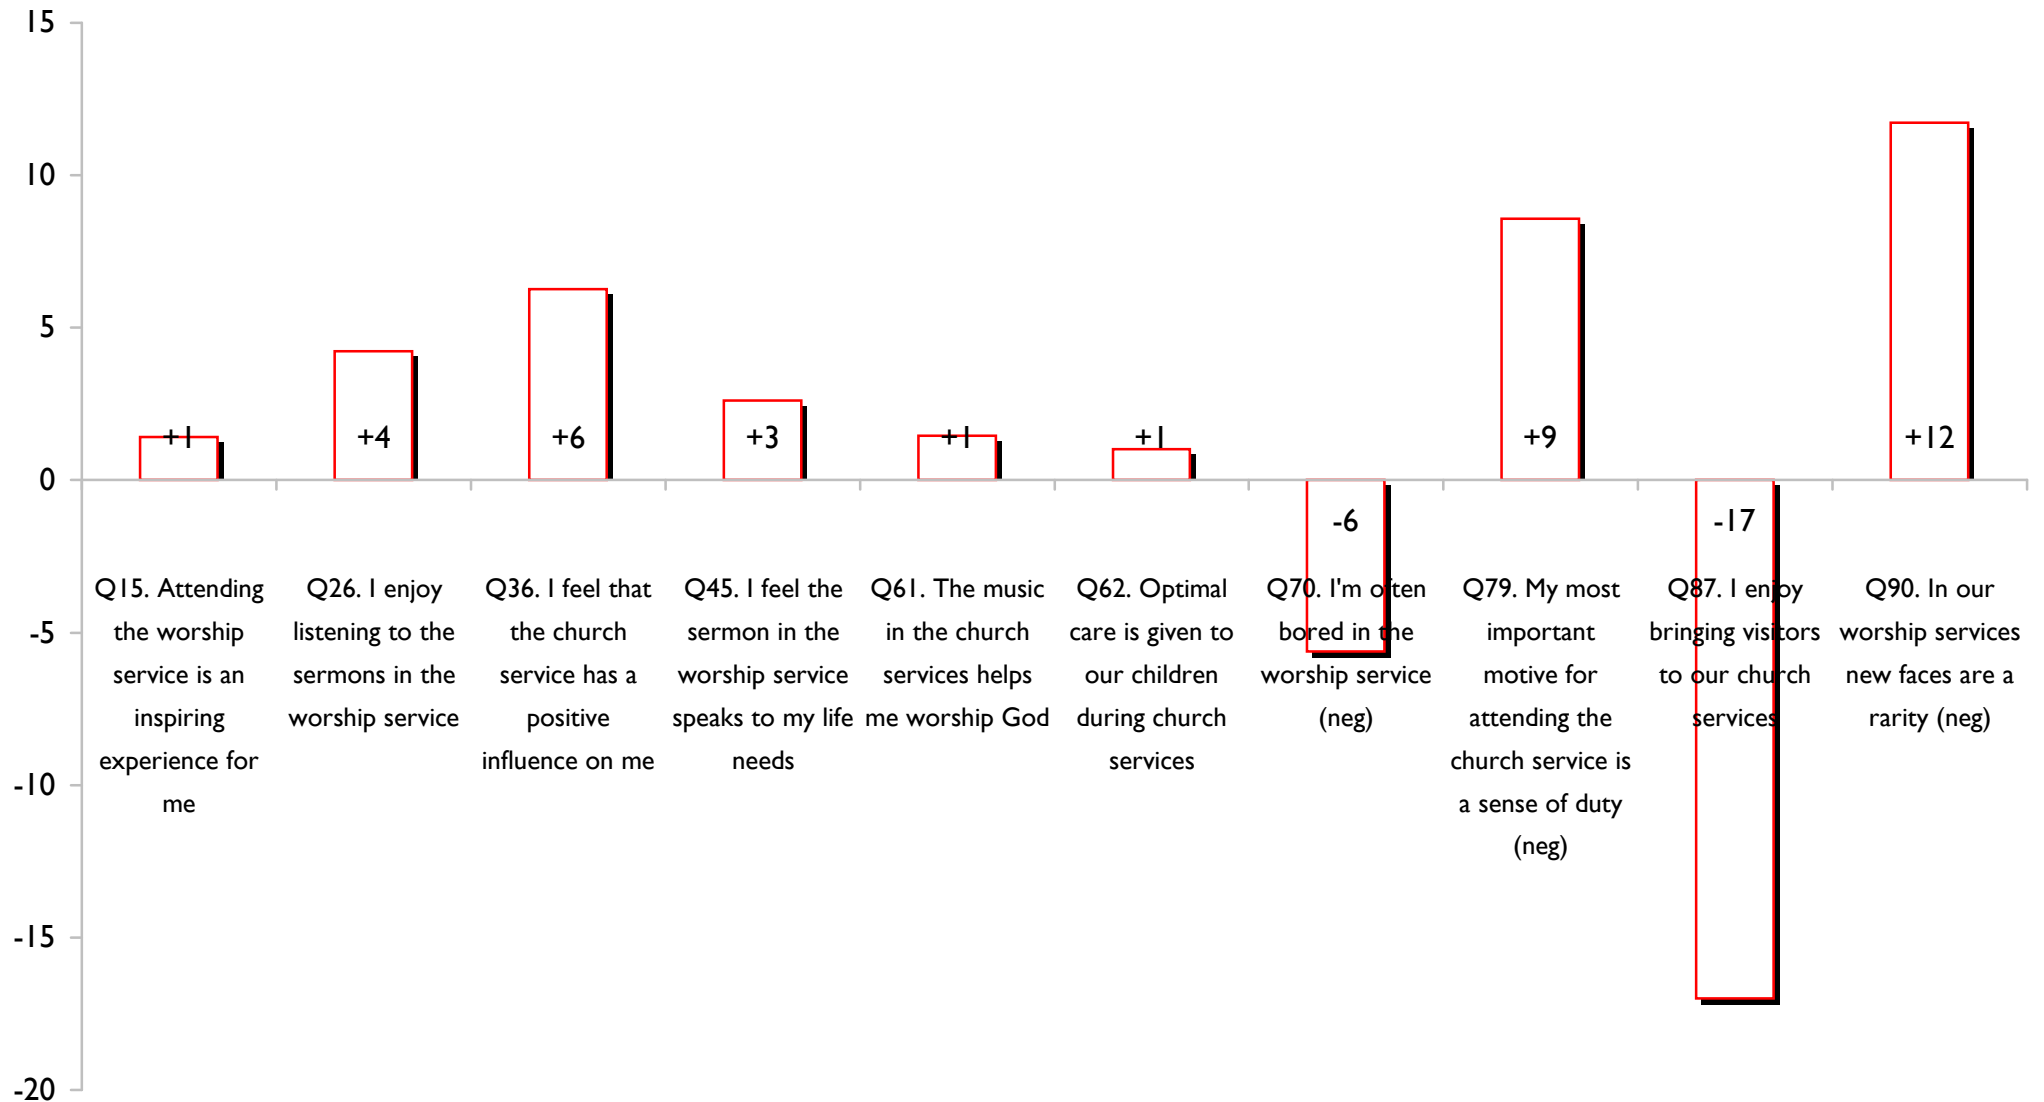 15
10
5
0
-5
-10
-15
-20
+1
+4
+6
+3
+1
+1
-6
+9
-17
+12
Q15. Attending
the worship
service is an
inspiring
experience for
me
Q26. I enjoy
listening to the
sermons in the
worship service
Q36. I feel that
the church
service has a
positive
influence on me
Q45. I feel the
sermon in the
worship service
speaks to my life
needs
Q61. The music
in the church
services helps
me worship God
Q62. Optimal
care is given to
our children
during church
services
Q70. I'm often
bored in the
worship service
(neg)
Q79. My most
important
motive for
attending the
church service is
a sense of duty
(neg)
Q87. I enjoy
bringing visitors
to our church
services
Q90. In our
worship services
new faces are a
rarity (neg)